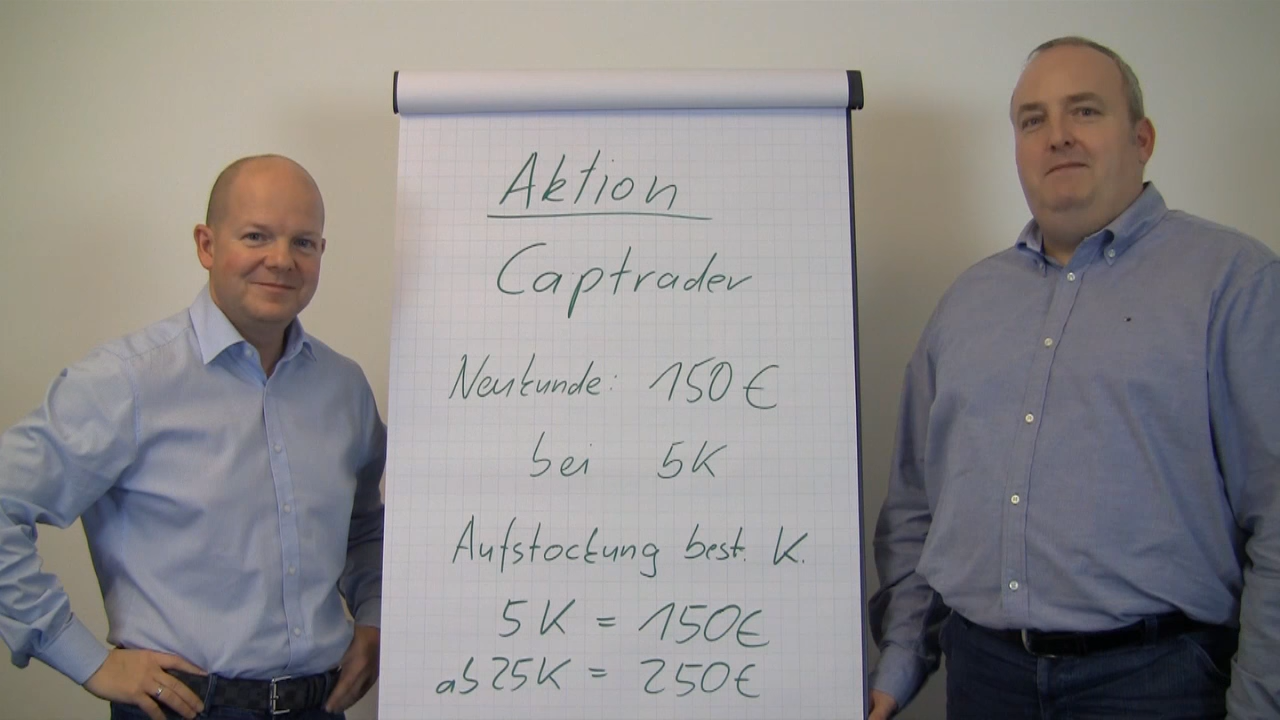 Aktion
Captrader
Neukunde: 150€
bei 5K
Aufstockung best. K.
5K = 150€
ab 25K = 250€